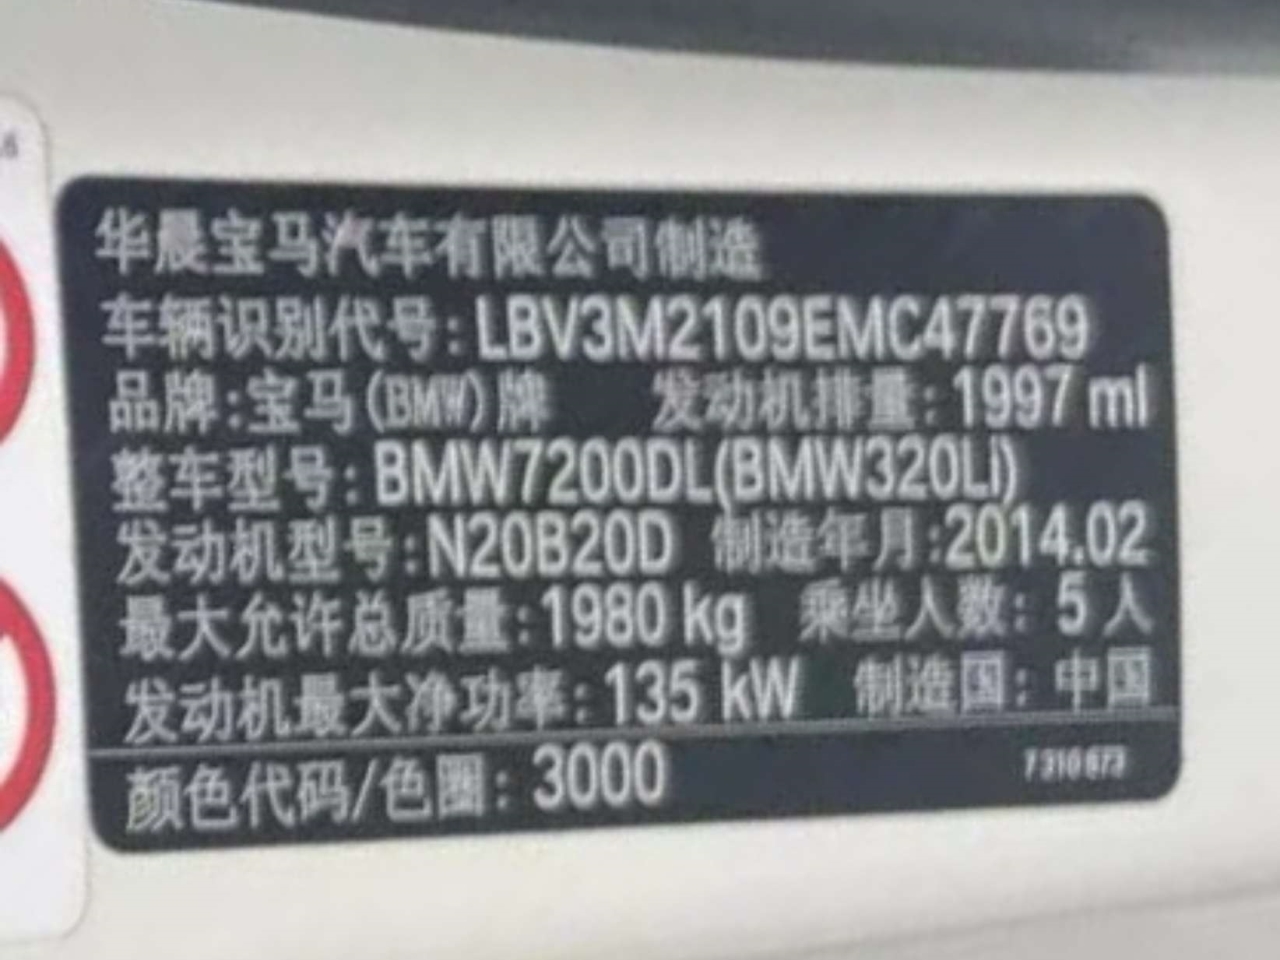 华晨宝马汽车有限公司制造
车辆识别代号:LBV3M2109EMC47769
品牌:宝马(BMW)牌 发动机排量:1997 ml
整车型号:BMW7200DL(BMW320Li)
发动机型号:N20B20D 制造年月:2014.02
最大允许总质量:1980 kg 乘坐人数:5人
发动机最大净功率:135 kW 制造国:中国
颜色代码/色圈:3000 7310673